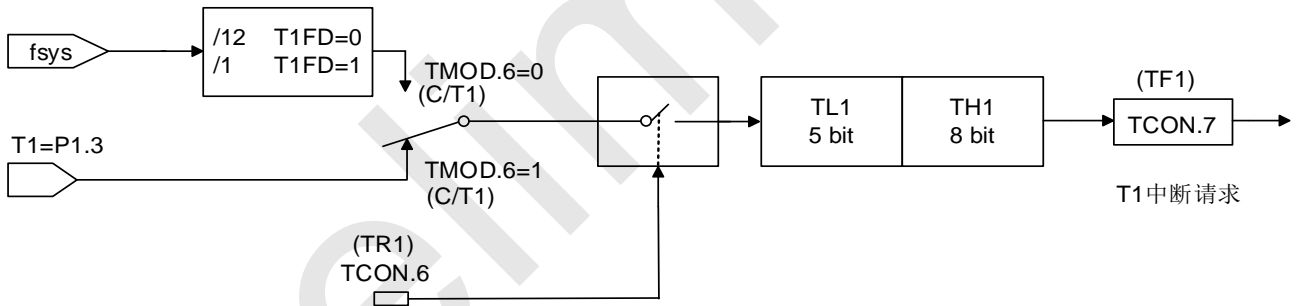 fsys
/12 T1FD=0
/1 T1FD=1
TMOD.6=0
(C/T1)
T1=P1.3
TMOD.6=1
(C/T1)
(TR1)
TCON.6
TL1
5 bit
TH1
8 bit
(TF1)
TCON.7
T1中断请求